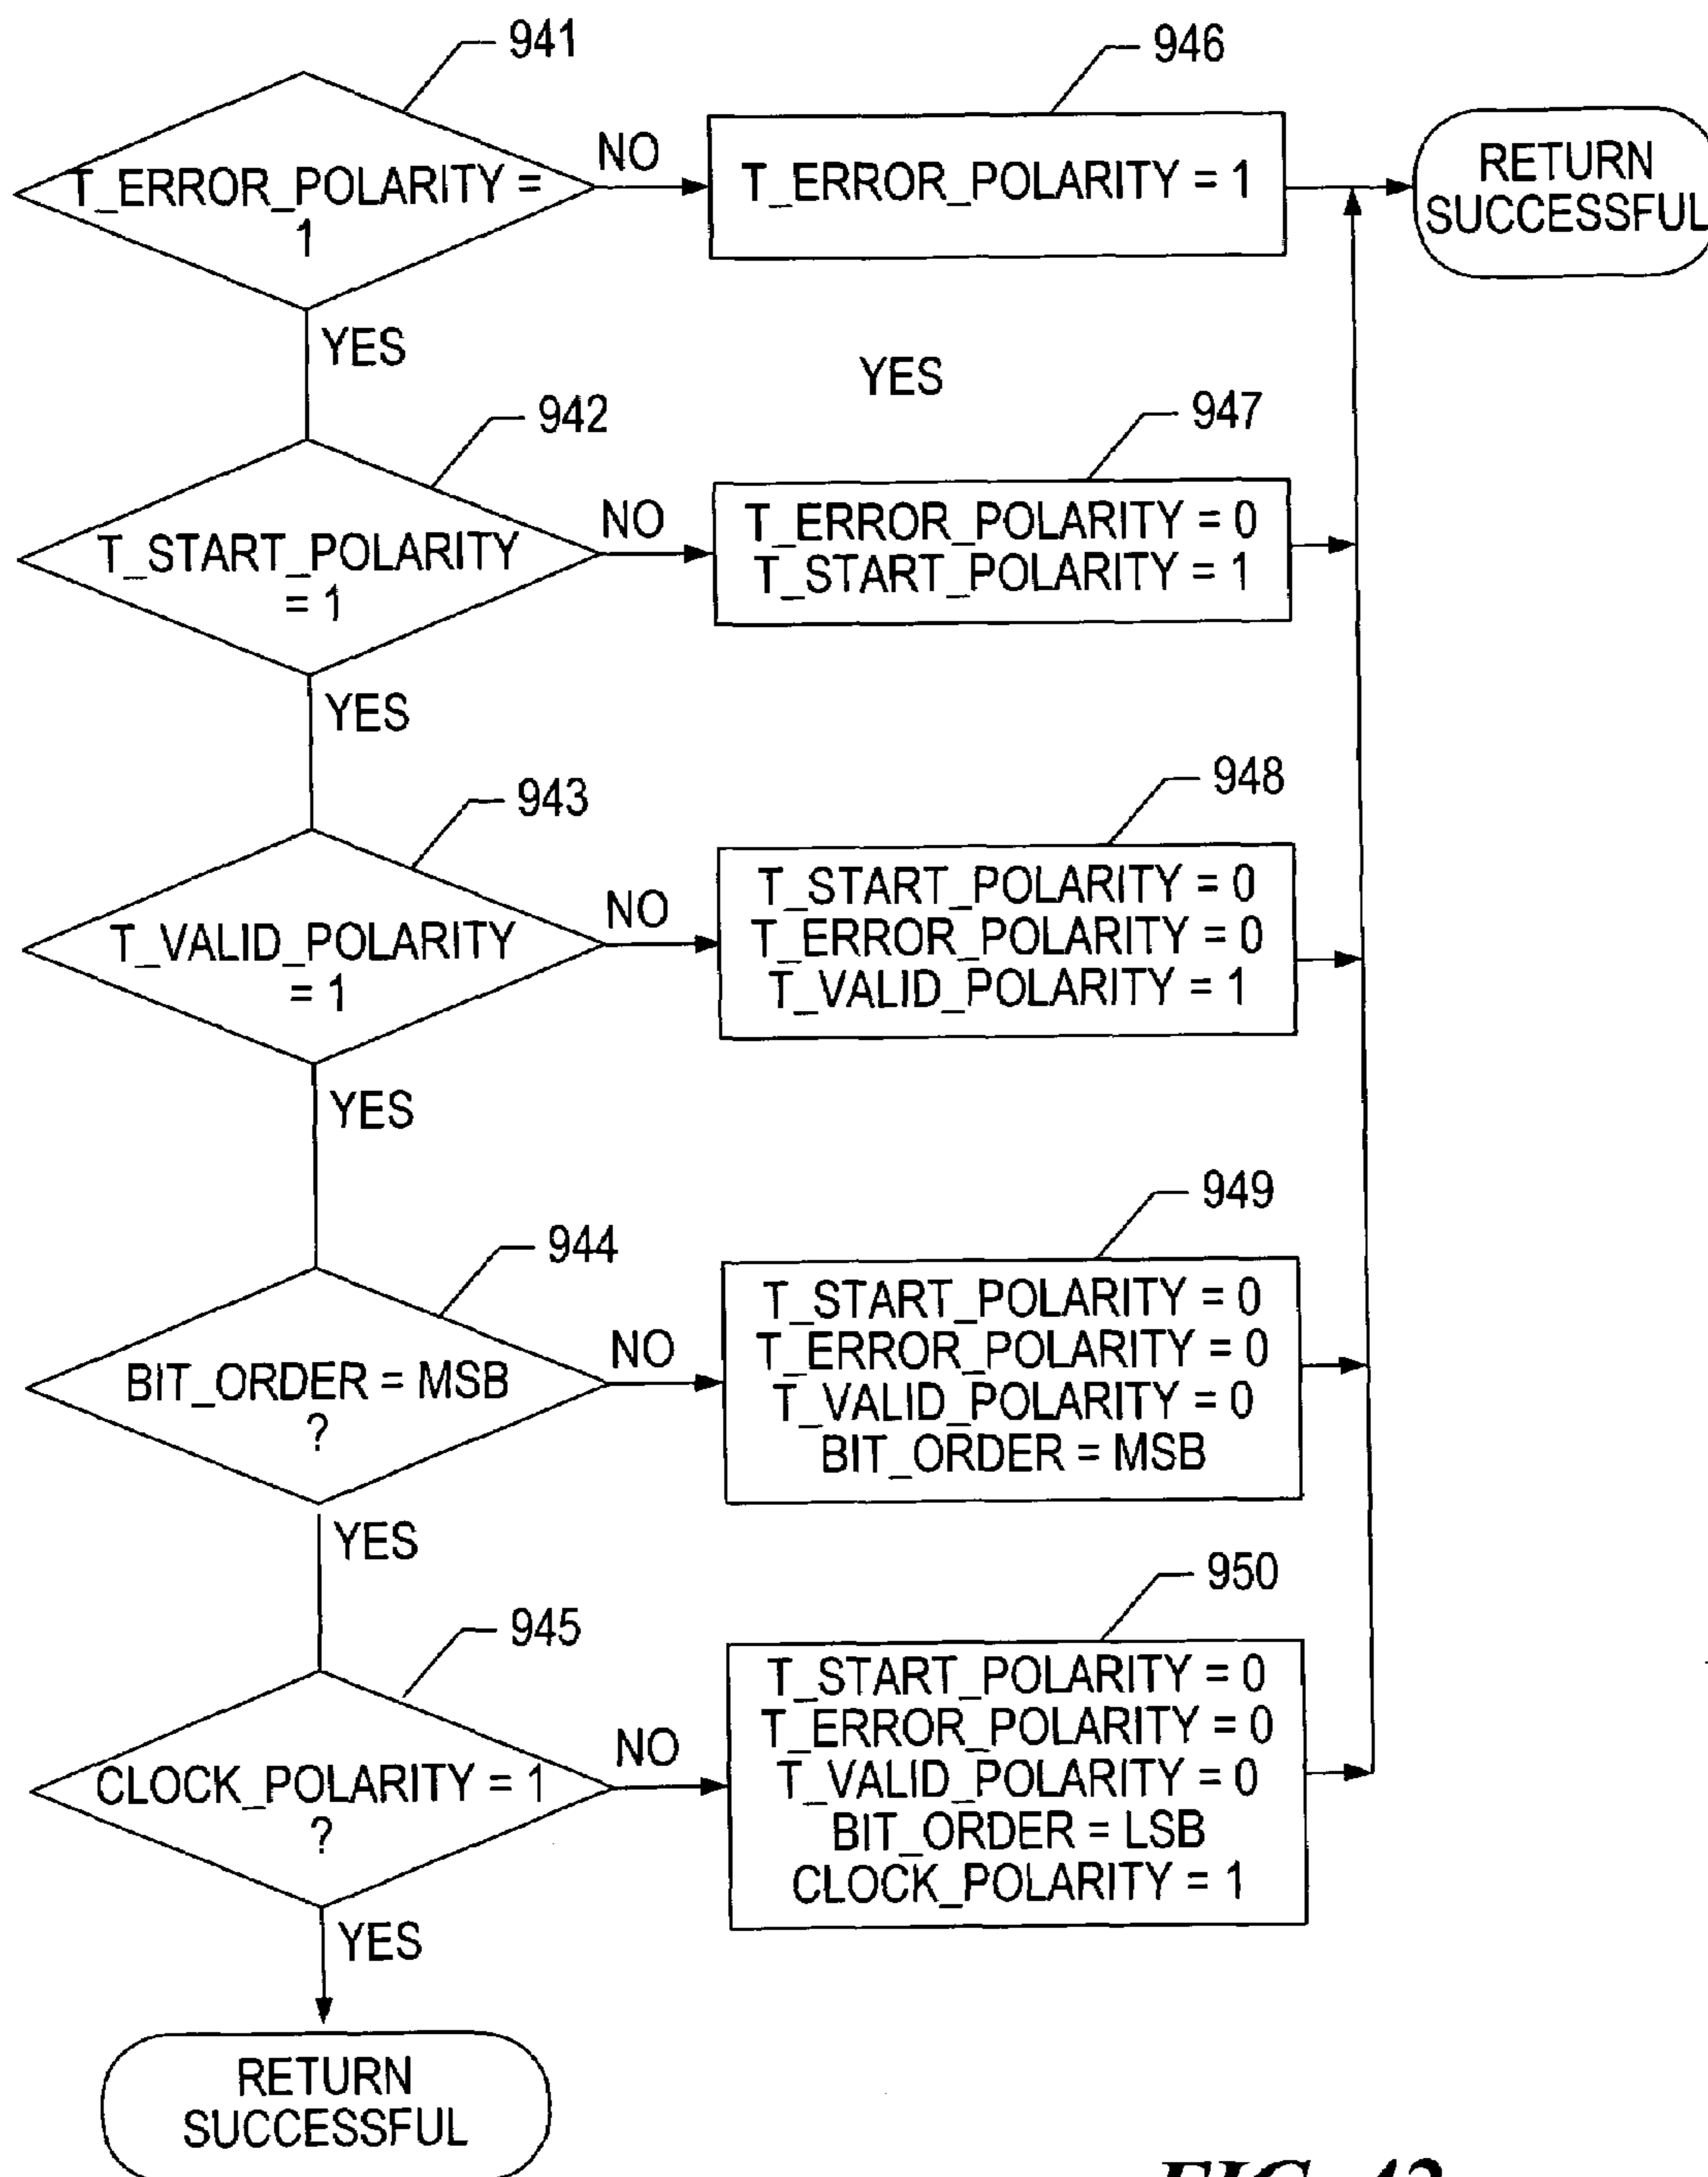 941
T_ERROR_POLARITY =
1
NO
946
T_ERROR_POLARITY = 1
RETURN
SUCCESSFUL
YES
YES
942
T_START_POLARITY
= 1
NO
947
T_ERROR_POLARITY = 0
T_START_POLARITY = 1
YES
943
T_VALID_POLARITY
= 1
NO
948
T_START_POLARITY = 0
T_ERROR_POLARITY = 0
T_VALID_POLARITY = 1
YES
944
BIT_ORDER = MSB
?
NO
949
T_START_POLARITY = 0
T_ERROR_POLARITY = 0
T_VALID_POLARITY = 0
BIT_ORDER = MSB
YES
945
CLOCK_POLARITY = 1
?
NO
950
T_START_POLARITY = 0
T_ERROR_POLARITY = 0
T_VALID_POLARITY = 0
BIT_ORDER = LSB
CLOCK_POLARITY = 1
YES
RETURN
SUCCESSFUL